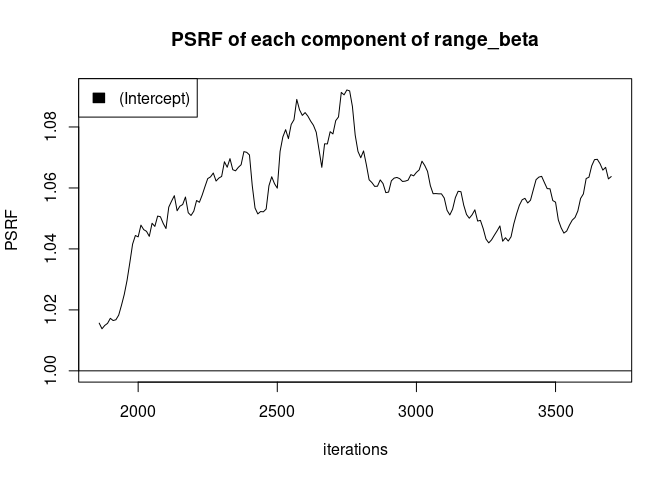 PSRF of each component of range_beta
(Intercept)
PSRF
1.08
1.06
1.04
1.02
1.00
2000 2500 3000 3500
iterations